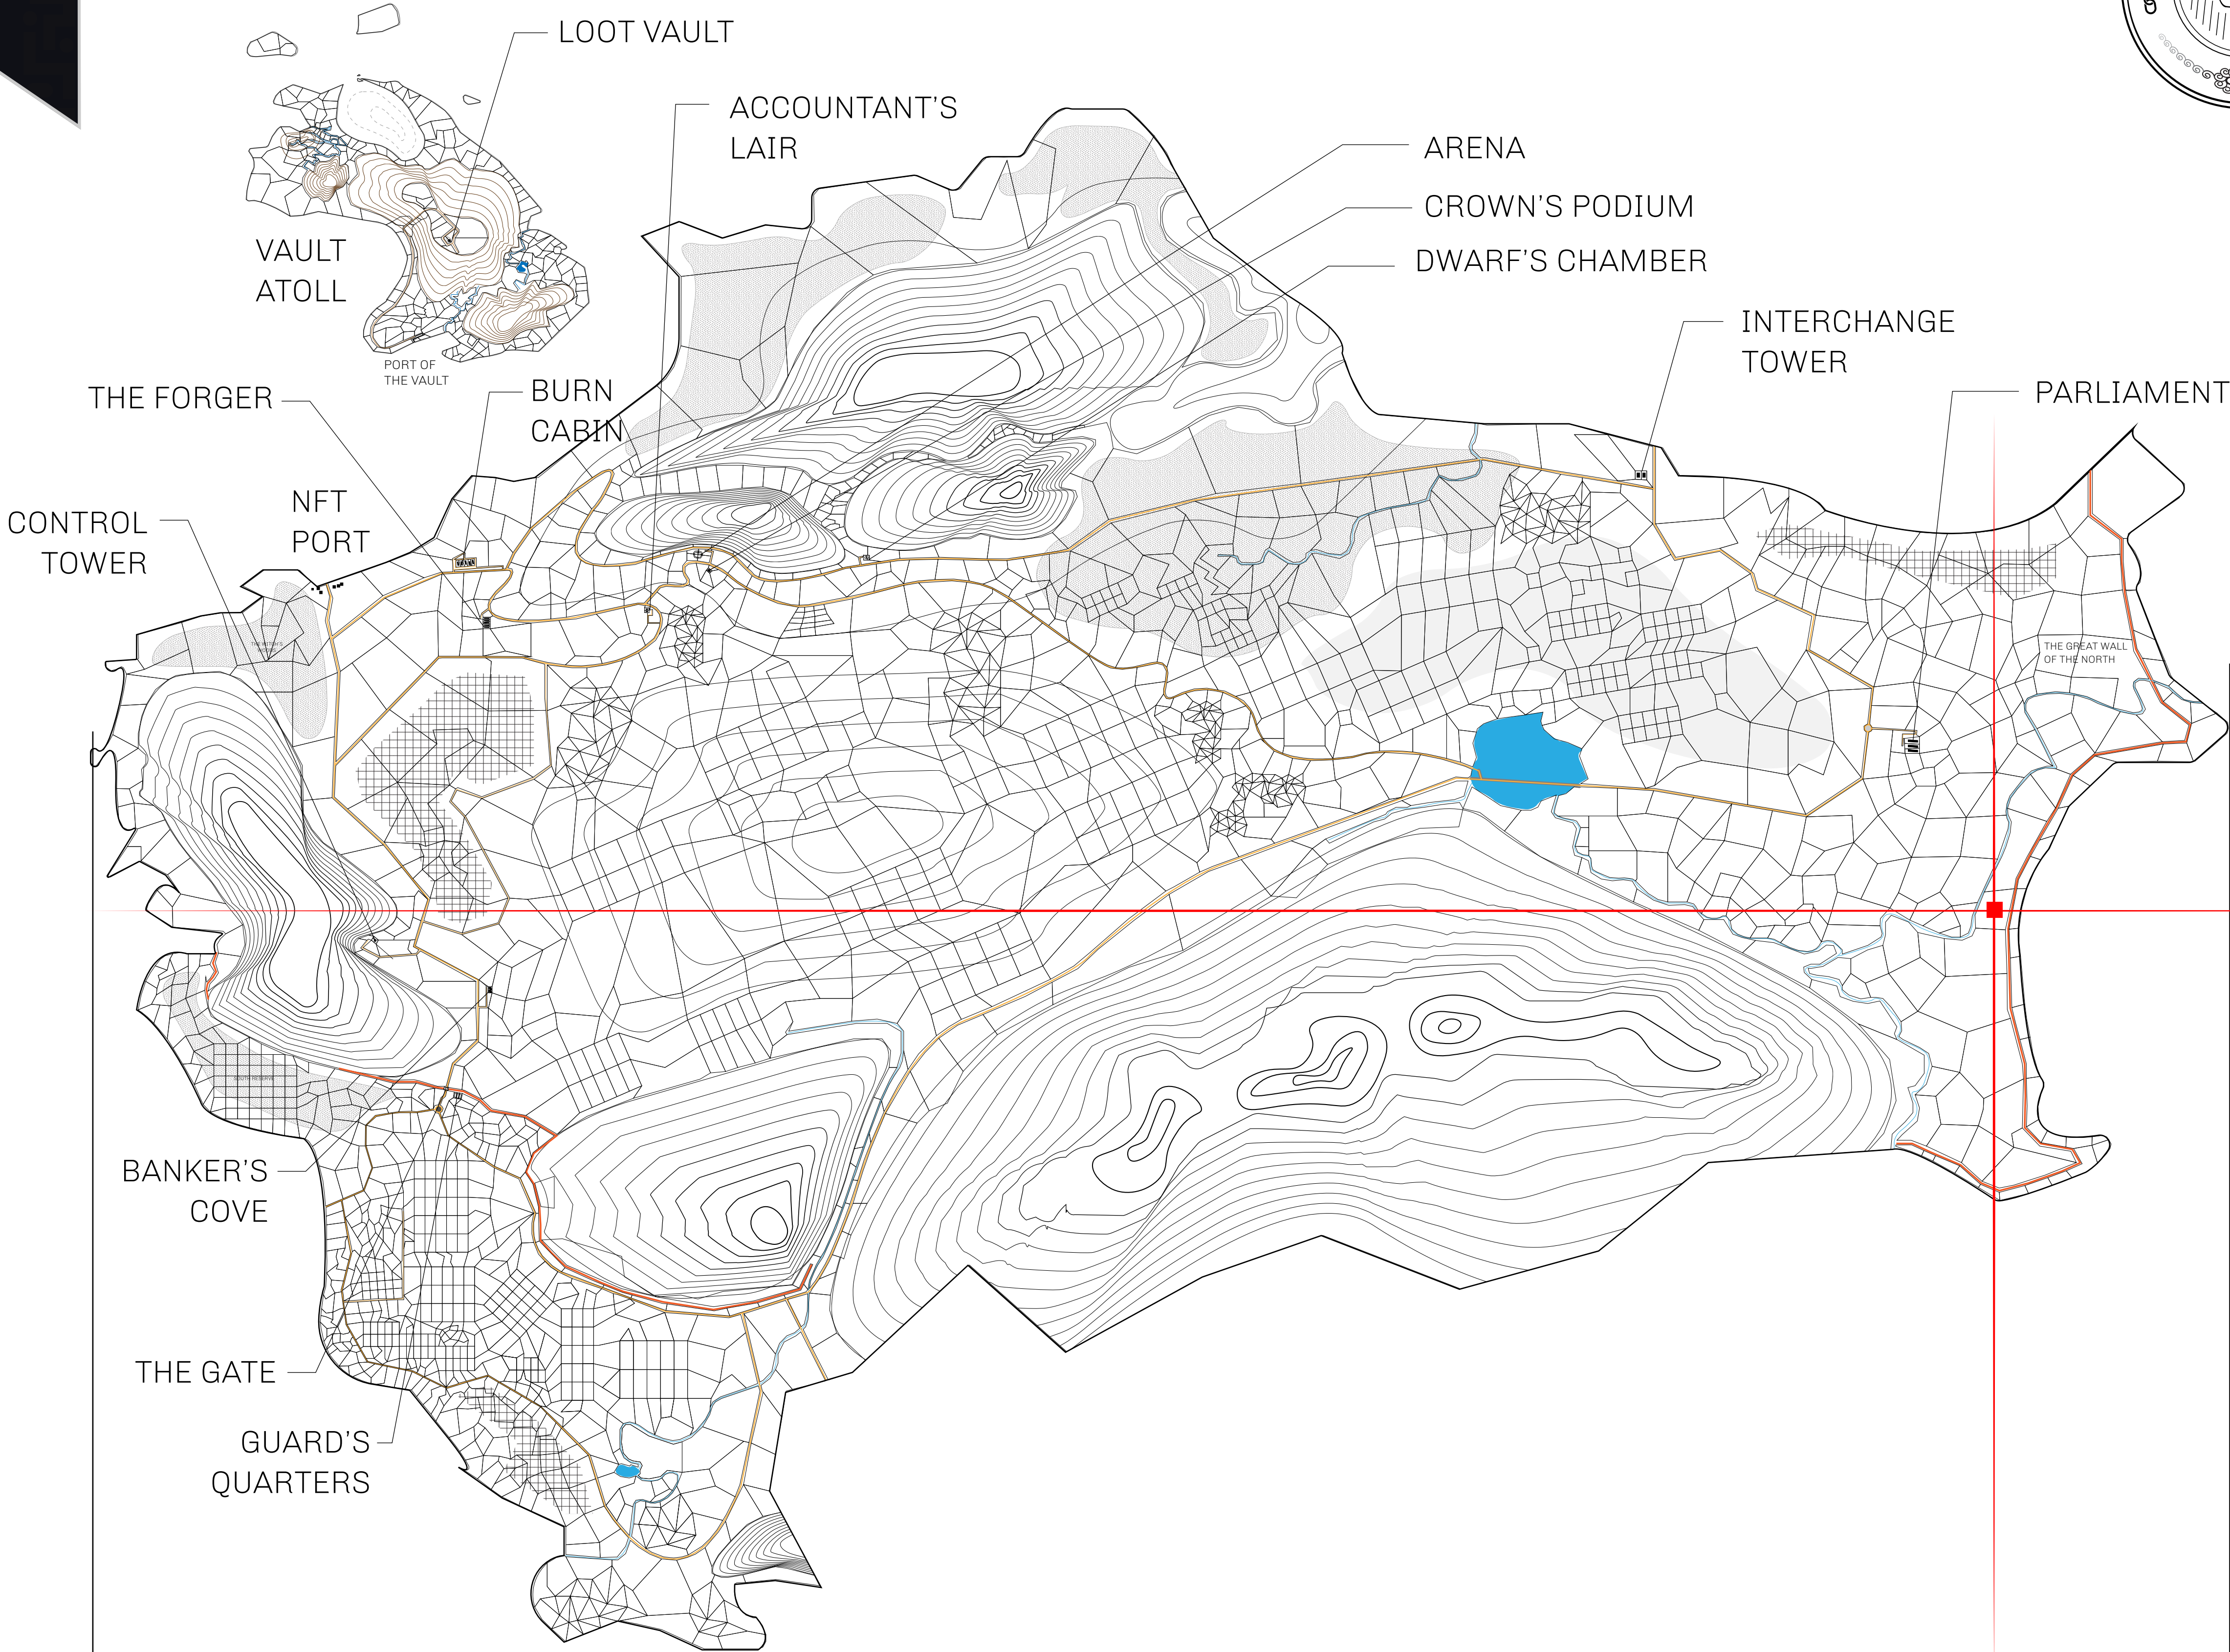 LOOT VAULT
ACCOUNTANT'S
LAIR
ARENA
CROWN'S PODIUM
DWARF'S CHAMBER
VAULT
ATOLL
INTERCHANGE
TOWER
PORT OF
THE VAULT
THE FORGER
BURN
CABIN
PARLIAMENT
NFT
PORT
CONTROL
TOWER
THE GREAT WALL
OF THE NORTH
SOUTH RESERVE
BANKER'S
COVE
THE GATE
GUARD'S
QUARTERS